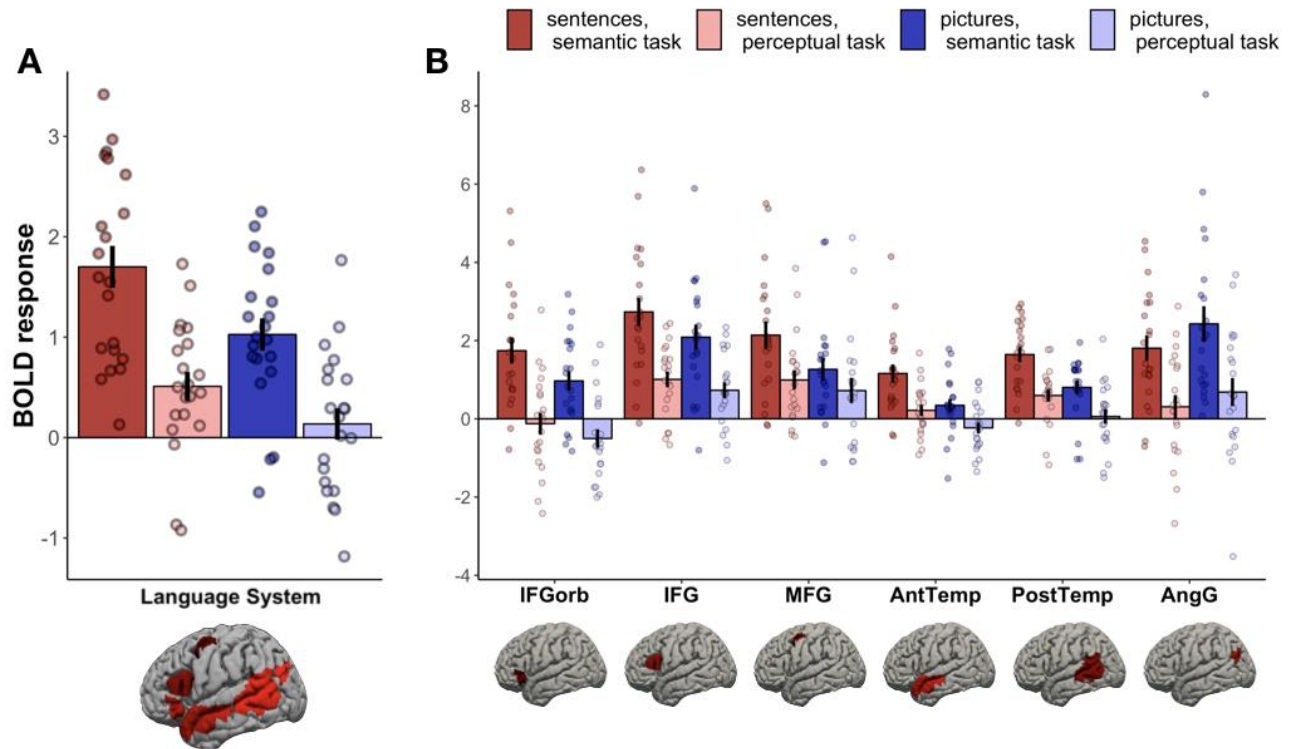 sentences,
semantic task
sentences,
perceptual task
pictures,
semantic task
pictures,
perceptual task
A
BOLD response
3
2
1
0
-1
Language System
B
8
6
4
2
0
-2
-4
IFGorb
IFG
MFG
AntTemp
PostTemp
AngG